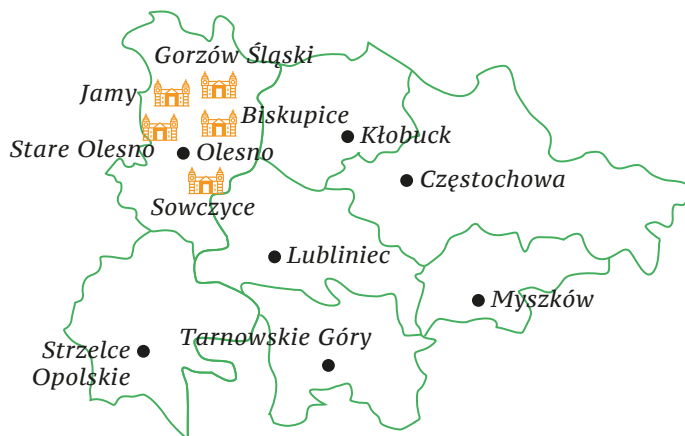 Gorzów Śląski
Jamy
Biskupice
Kłobuck
Stare Olesno
Olesno
Częstochowa
Sowczyce
Lubliniec
Myszków
Tarnowskie Góry
Strzelce
Opolskie